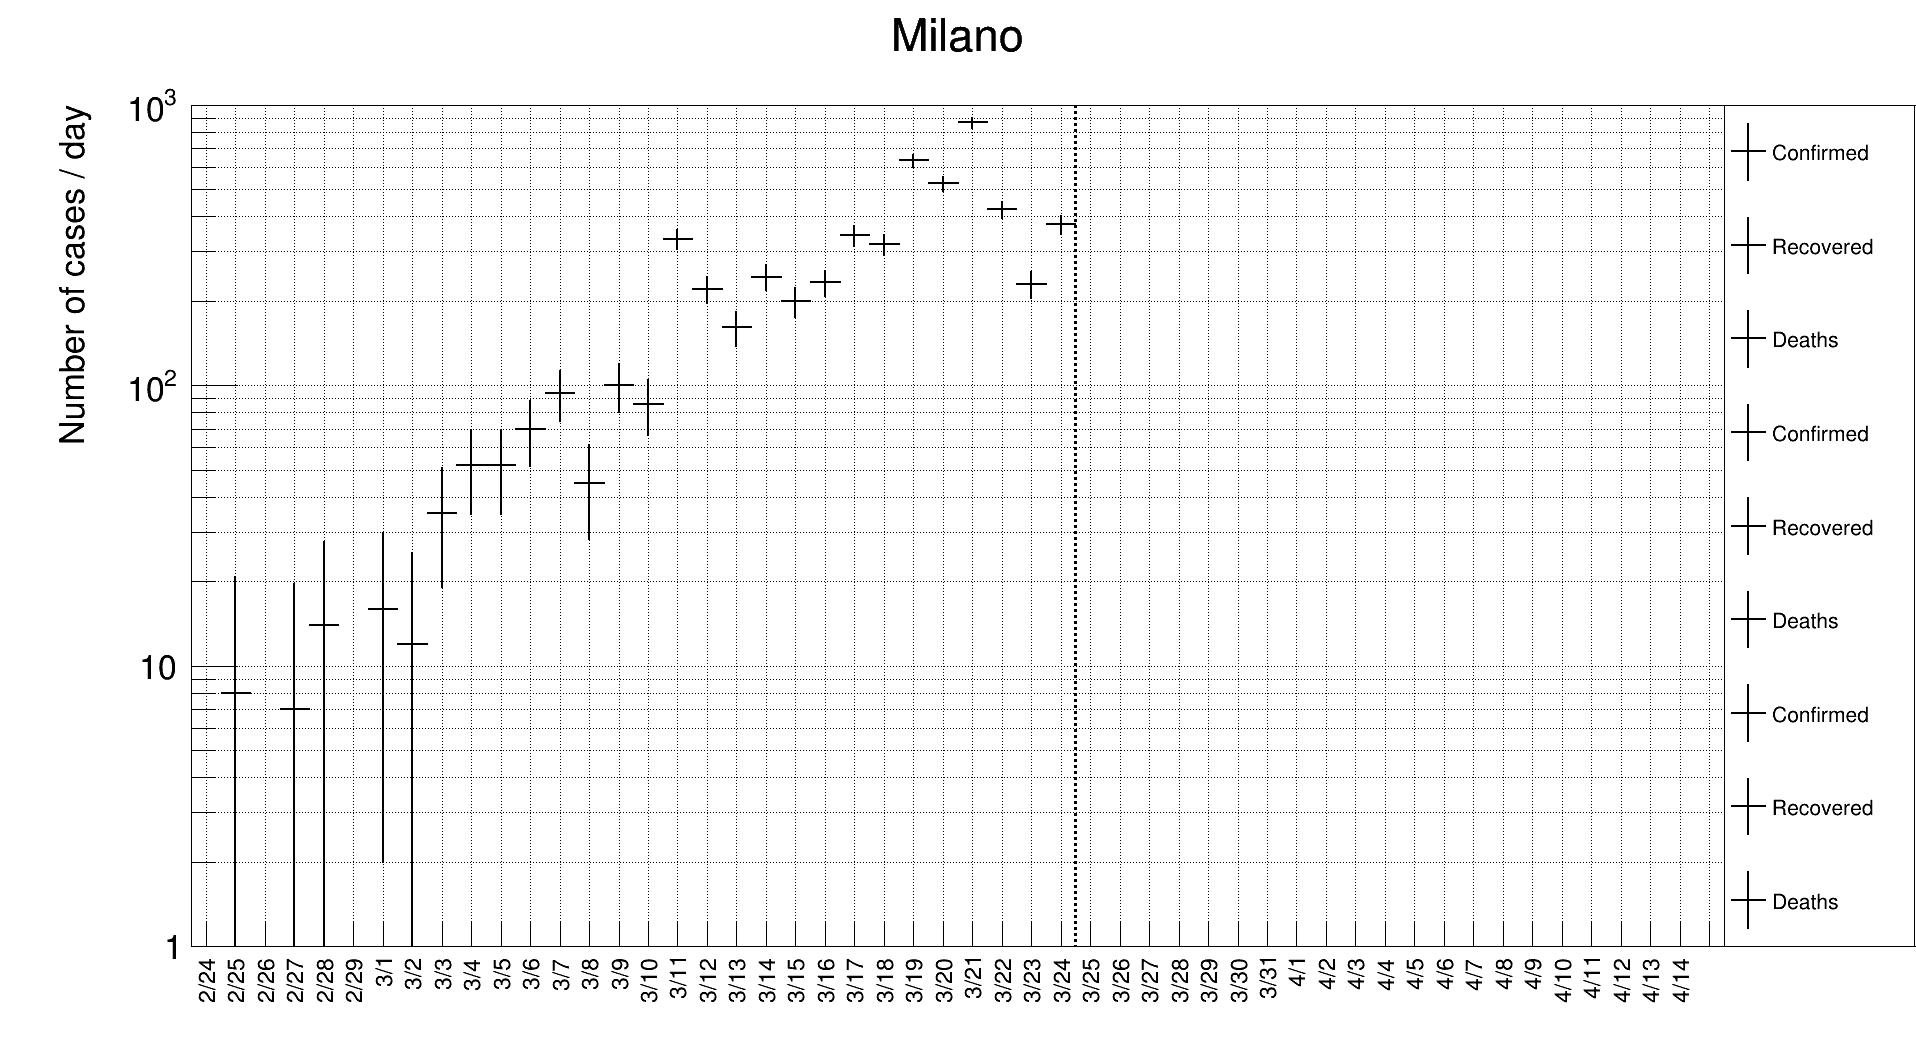 Milano
Number of cases / day
10³
10²
10
1
2/24 2/25 2/26 2/27 2/28 2/29 3/1 3/2 3/3 3/4 3/5 3/6 3/7 3/8 3/9 3/10 3/11 3/12 3/13 3/14 3/15 3/16 3/17 3/18 3/19 3/20 3/21 3/22 3/23 3/24 3/25 3/26 3/27 3/28 3/29 3/30 3/31 4/1 4/2 4/3 4/4 4/5 4/6 4/7 4/8 4/9 4/10 4/11 4/12 4/13 4/14
Confirmed
Recovered
Deaths
Confirmed
Recovered
Deaths
Confirmed
Recovered
Deaths